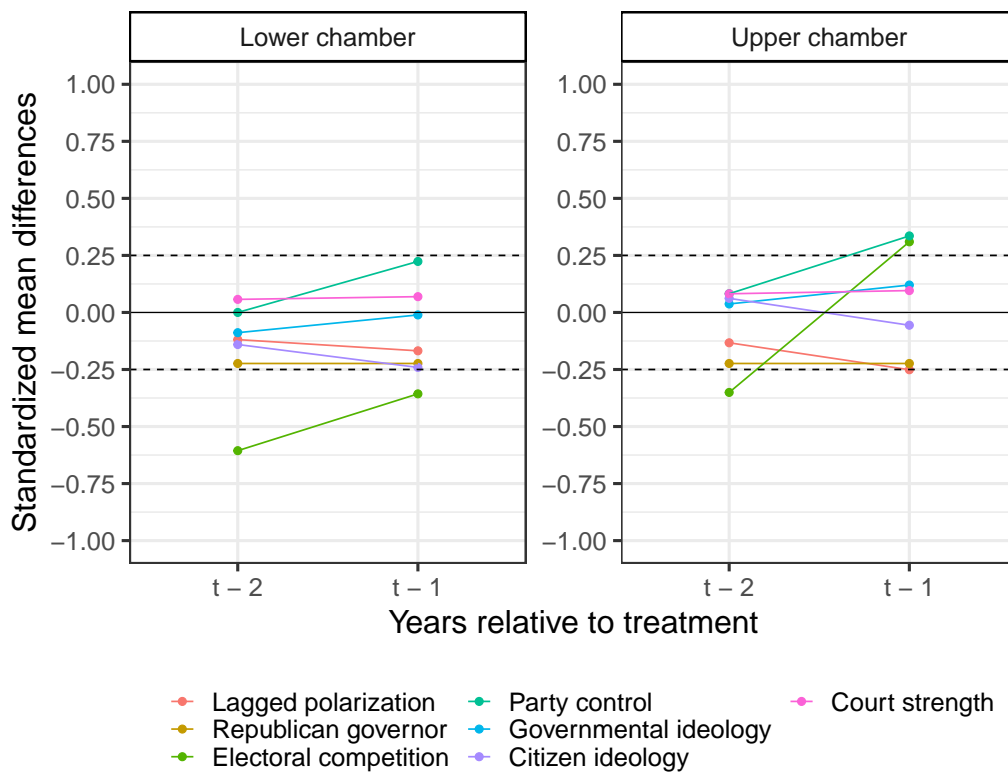 Lower chamber
Upper chamber
Standardized mean differences
1.00
0.75
0.50
0.25
0.00
−0.25
−0.50
−0.75
−1.00
1.00
0.75
0.50
0.25
0.00
−0.25
−0.50
−0.75
−1.00
t − 2
t − 1
t − 2
t − 1
Years relative to treatment
Lagged polarization
Republican governor
Electoral competition
Party control
Governmental ideology
Citizen ideology
Court strength